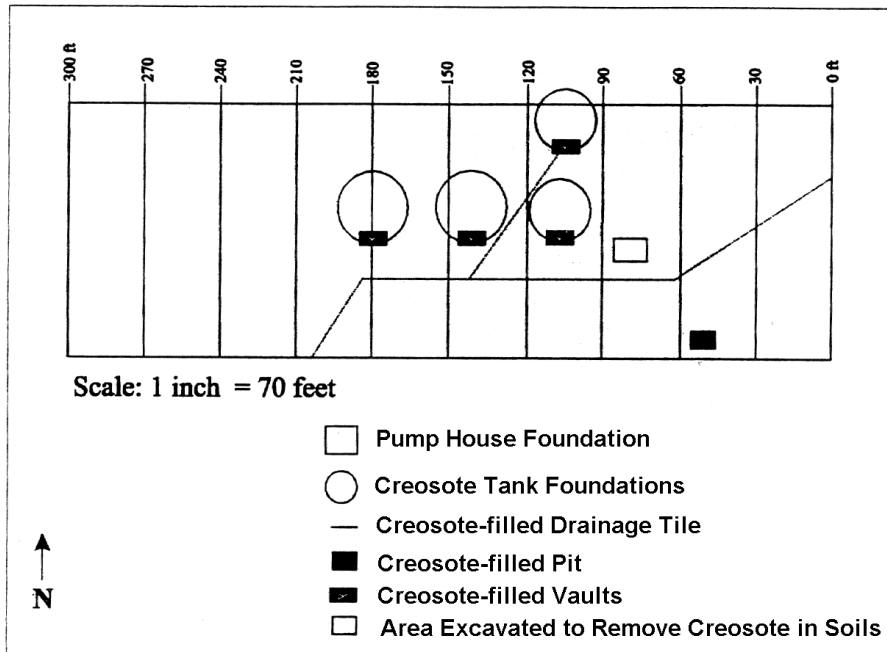 300 ft
270
240
210
180
150
120
90
60
30
0 ft
Scale: 1 inch = 70 feet
Pump House Foundation
Creosote Tank Foundations
Creosote-filled Drainage Tile
Creosote-filled Pit
Creosote-filled Vaults
Area Excavated to Remove Creosote in Soils
N